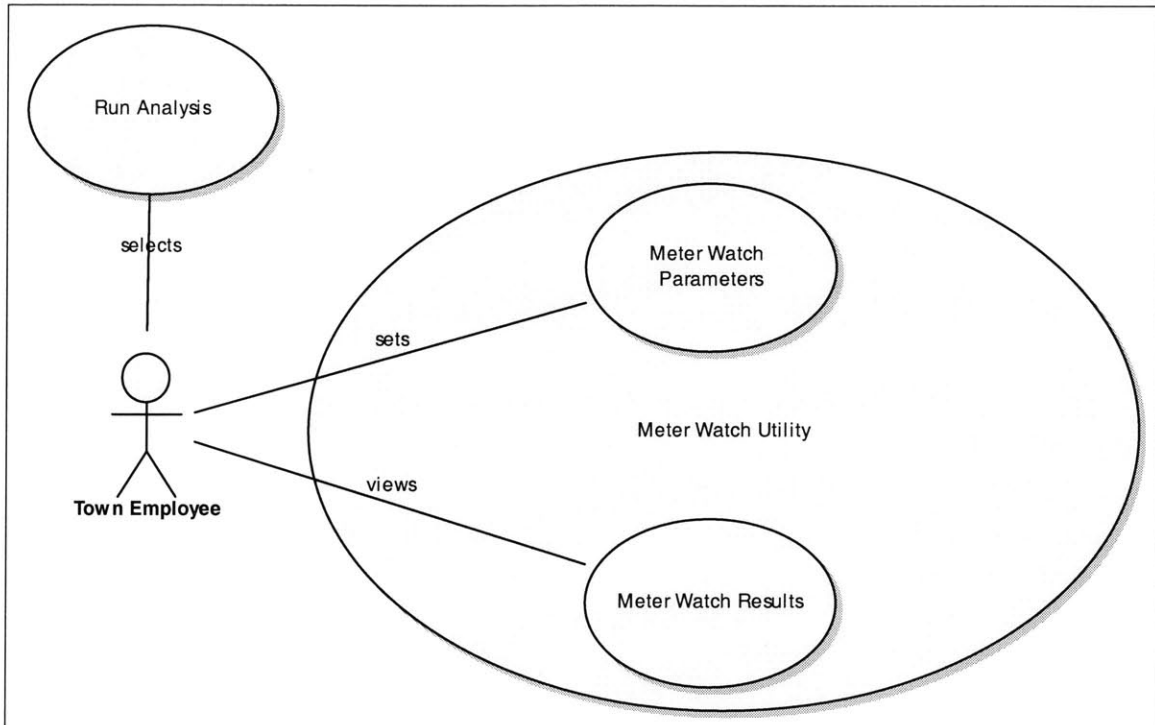 Run Analysis
selects
Meter Watch
Parameters
sets
Meter Watch Utility
views
Town Employee
Meter Watch Results